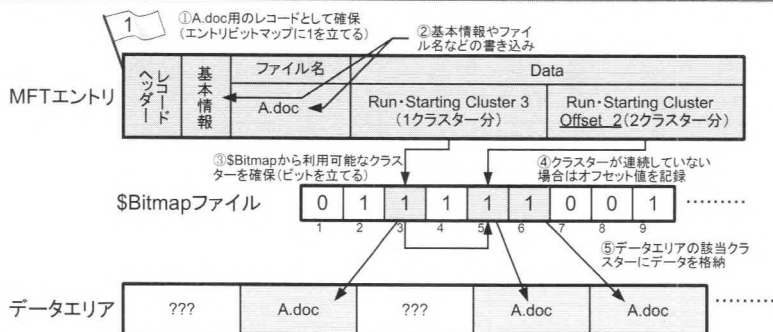 1
①A.doc用のレコードとして確保
(エントリビットマップに1を立てる)
②基本情報やファイ
ル名などの書き込み
MFTエントリ
レコード
ヘッダー
基本情報
ファイル名
A.doc
Data
Run・Starting Cluster 3
(1クラスター分)
Run・Starting Cluster
Offset 2(2クラスター分)
③$Bitmapから利用可能なクラス
ターを確保(ビットを立てる)
④クラスターが連続していない
場合はオフセット値を記録
$Bitmapファイル
0 1 1 1 1 1 0 0 1 ………
1 2 3 4 5 6 7 8 9
⑤データエリアの該当クラ
スターにデータを格納
データエリア
??? A.doc ??? A.doc A.doc ………